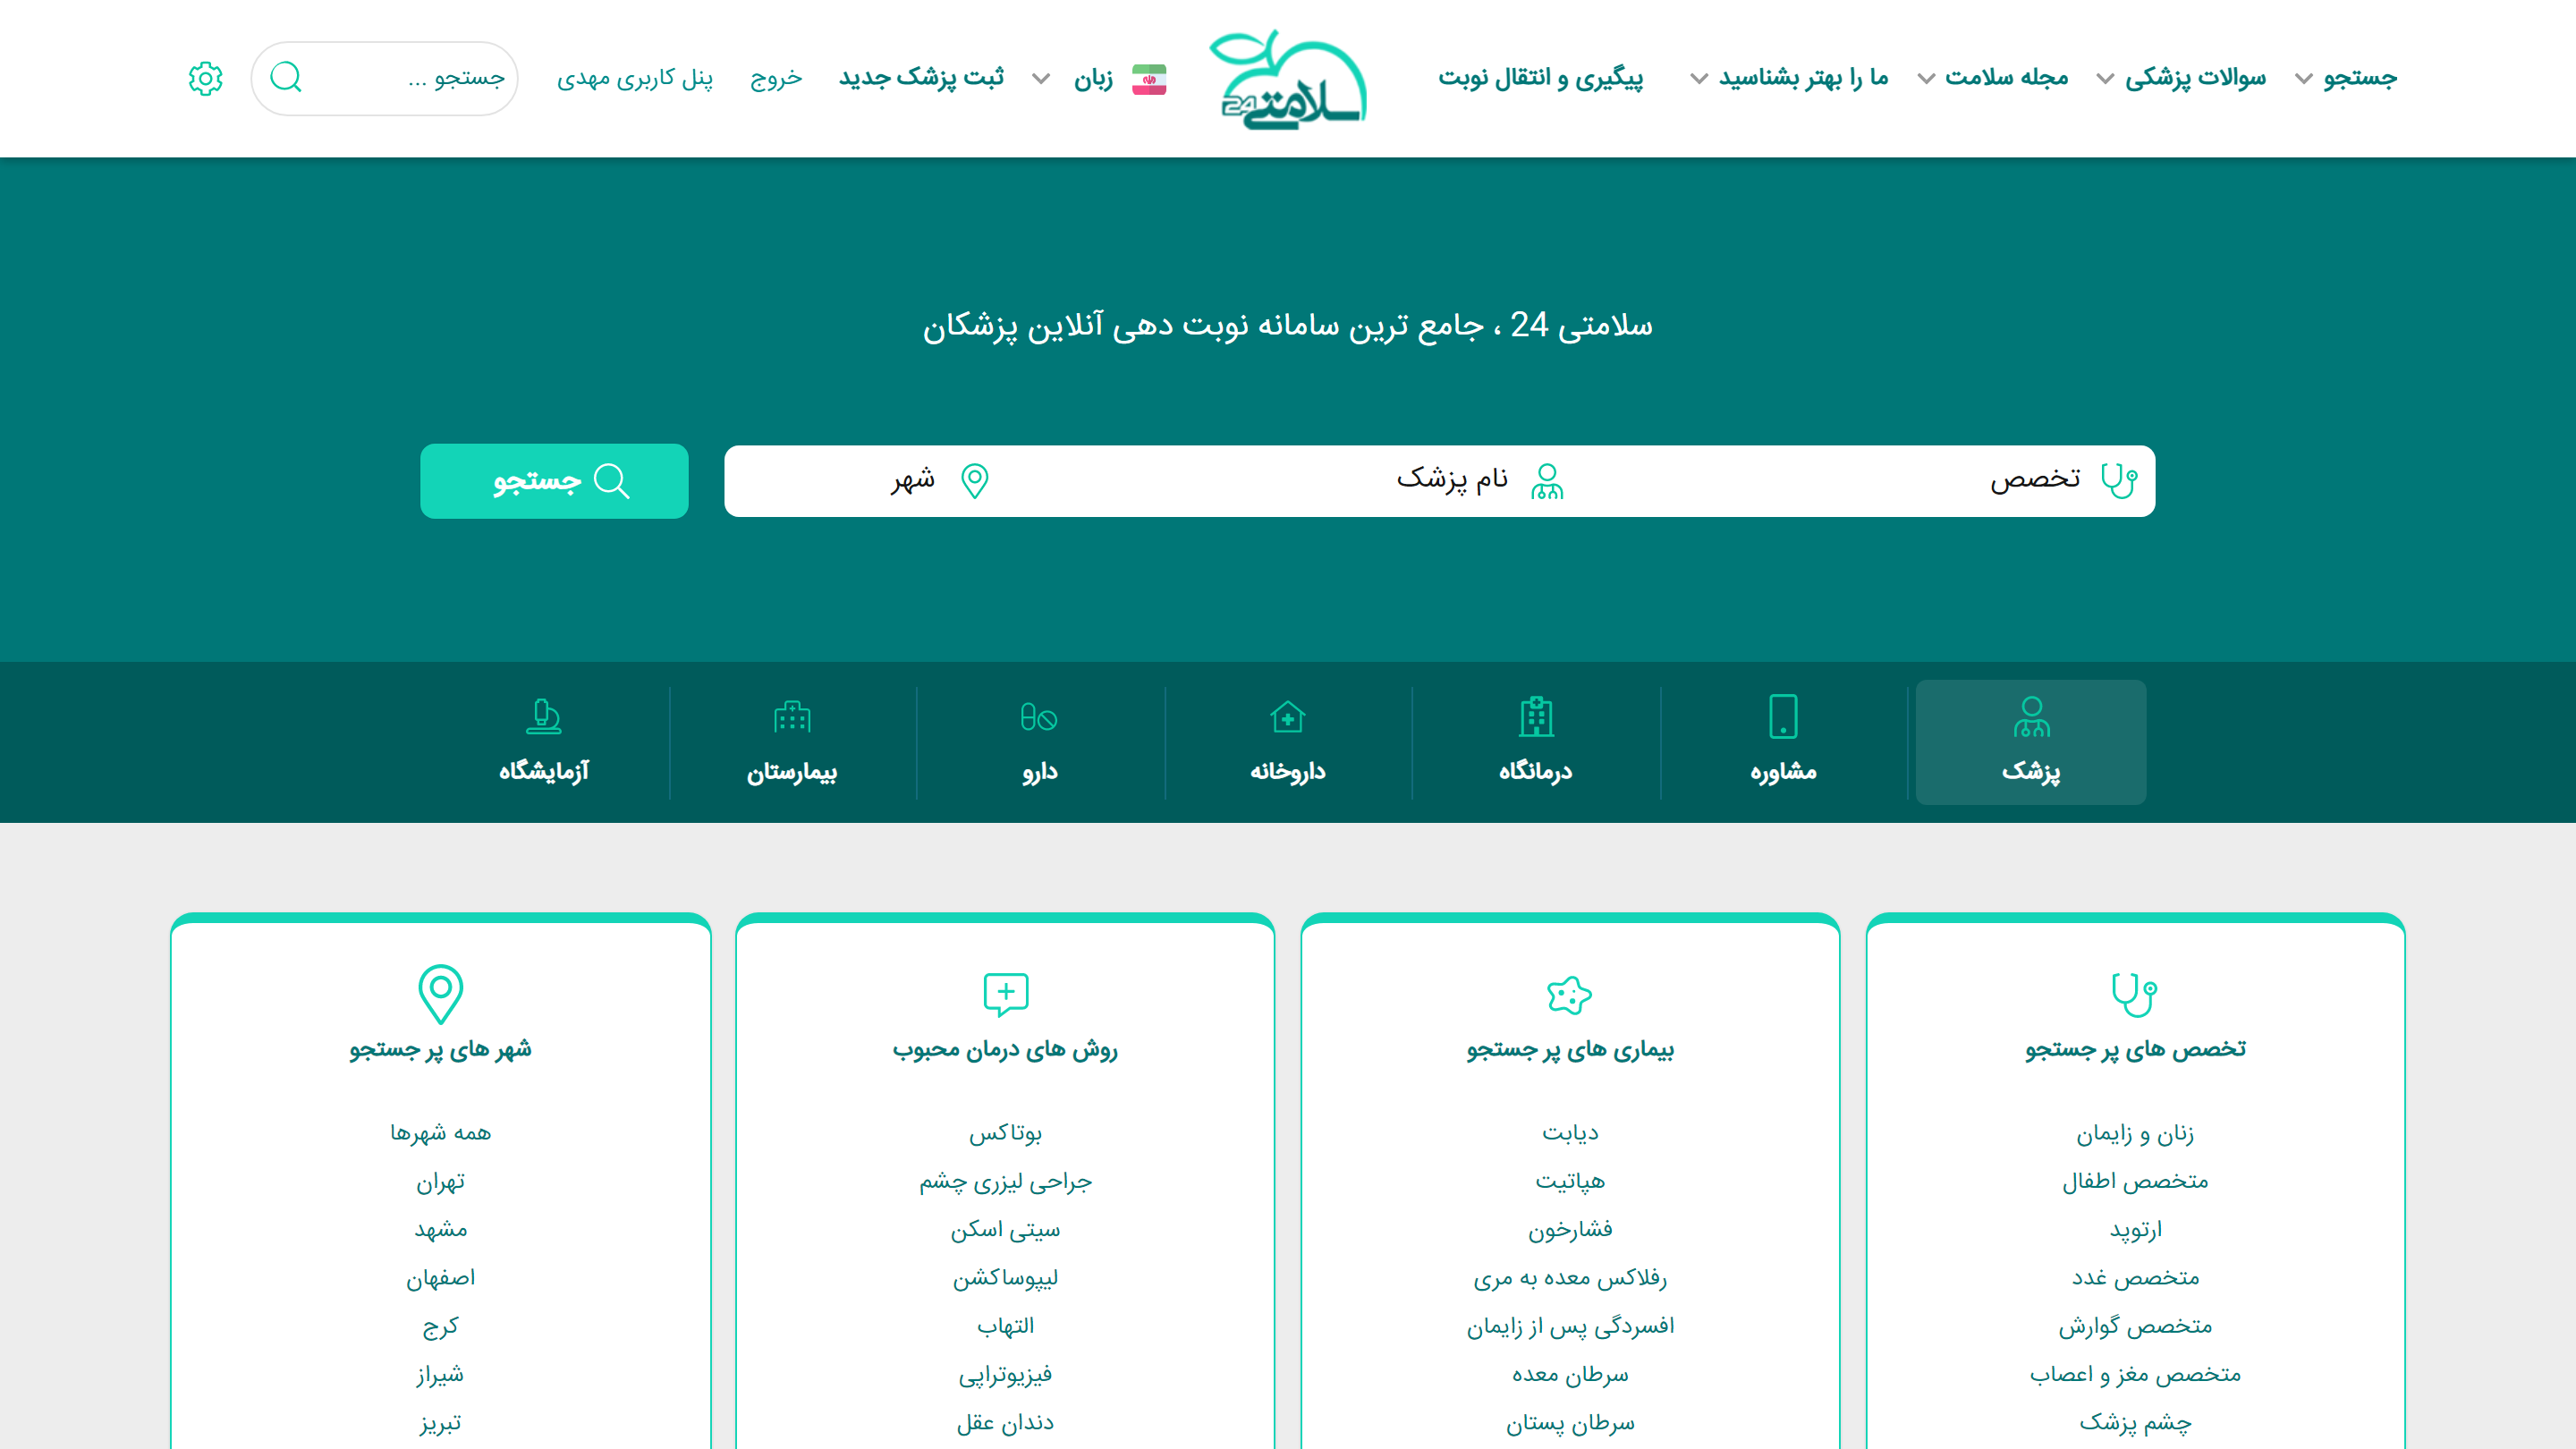 جستجو
سوالات پزشکی
مجله سلامت
ما را بهتر بشناسید
پیگیری و انتقال نوبت
سلامتی 24
زبان
ثبت پزشک جدید
خروج
پنل کاربری مهدی
جستجو ...
سلامتی 24 ، جامع ترین سامانه نوبت دهی آنلاین پزشکان
تخصص
نام پزشک
شهر
جستجو
پزشک
مشاوره
درمانگاه
داروخانه
دارو
بیمارستان
آزمایشگاه
تخصص های پر جستجو
زنان و زایمان
متخصص اطفال
ارتوپد
متخصص غدد
متخصص گوارش
متخصص مغز و اعصاب
چشم پزشک
بیماری های پر جستجو
دیابت
هپاتیت
فشارخون
رفلاکس معده به مری
افسردگی پس از زایمان
سرطان معده
سرطان پستان
روش های درمان محبوب
بوتاکس
جراحی لیزری چشم
سیتی اسکن
لیپوساکشن
التهاب
فیزیوتراپی
دندان عقل
شهر های پر جستجو
همه شهرها
تهران
مشهد
اصفهان
کرج
شیراز
تبریز